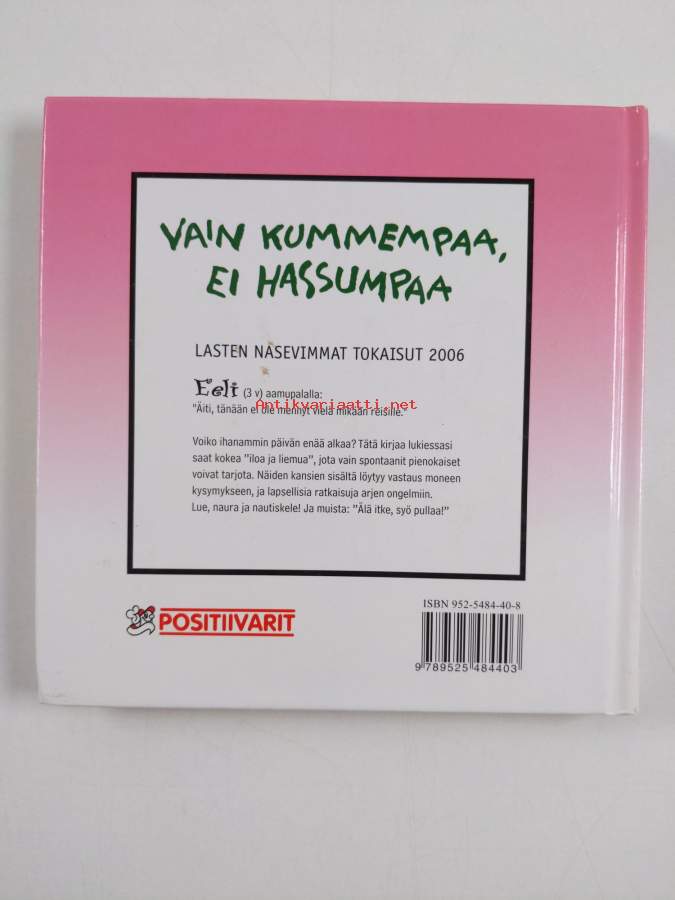 VAIN KUMMEMPAA,
EI HASSUMPAA
LASTEN NASEVIMMAT TOKAISUT 2006
Eeli (3 v) aamupalalla:
Antikvariaatti.net
"Äiti, tänään ei ole mennyt vielä mikään reisille."
Voiko ihanammin päivän enää alkaa? Tätä kirjaa lukiessasi
saat kokea "iloa ja liemua", jota vain spontaanit pienokaiset
voivat tarjota. Näiden kansien sisältä löytyy vastaus moneen
kysymykseen, ja lapsellisia ratkaisuja arjen ongelmiin.
Lue, naura ja nautiskele! Ja muista: "Älä itke, syö pullaa!"
POSITIIVARIT
ISBN 952-5484-40-8
9 789525 484403